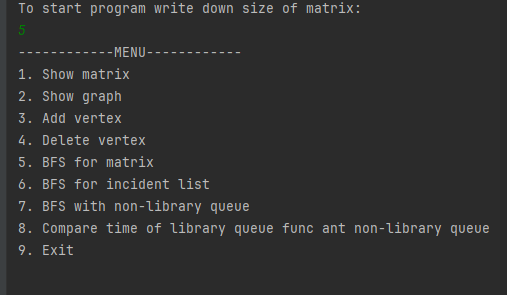 To start program write down size of matrix:
5
------------MENU------------
1. Show matrix
2. Show graph
3. Add vertex
4. Delete vertex
5. BFS for matrix
6. BFS for incident list
7. BFS with non-library queue
8. Compare time of library queue func ant non-library queue
9. Exit